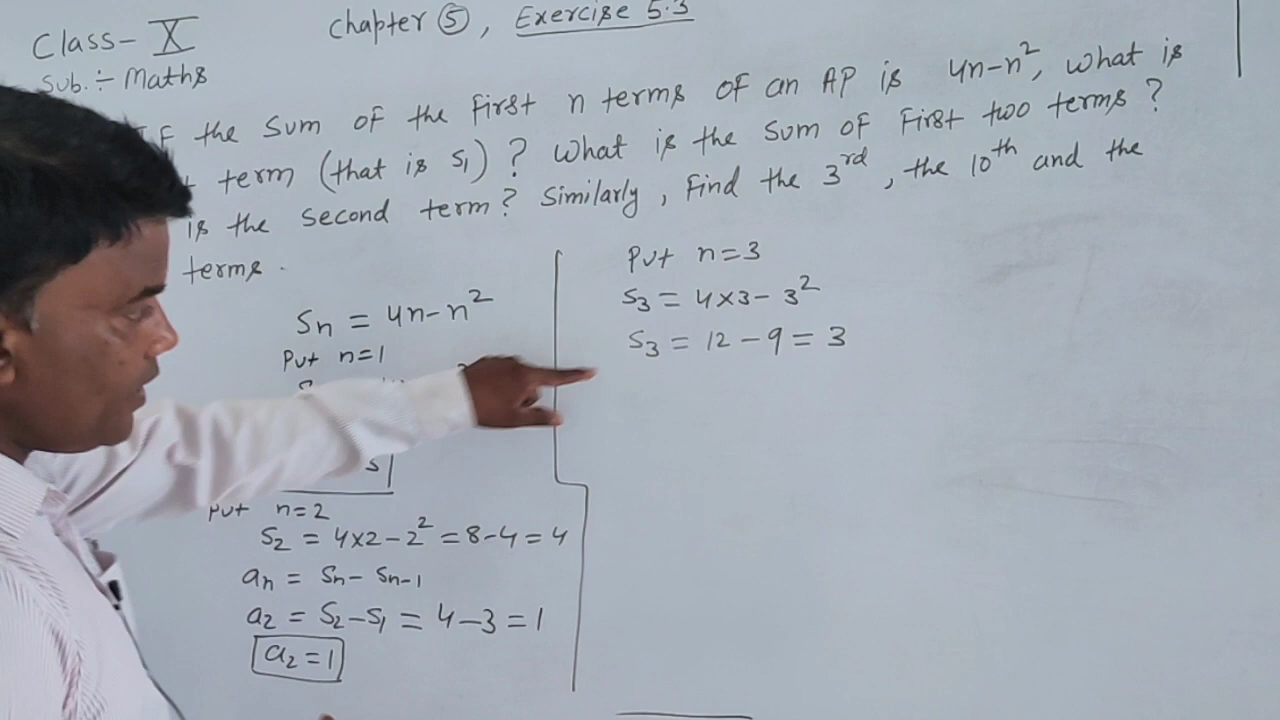 Class- X
Chapter ⑤, Exercise 5.3
Sub. ÷ Maths
If the sum of the first n terms of an AP is 4n-n², what is
term (that is S₁) ? What is the sum of first two terms ?
is the second term? Similarly, Find the 3rd, the 10th and the
terms.
Sn = 4n-n²
Put n=1
Put n=2
S₂ = 4x2-2² = 8-4 = 4
an = Sn- Sn-1
a₂ = S₂-S₁ = 4-3 = 1
a₂ = 1
Put n=3
S₃ = 4x3-3²
S₃ = 12-9 = 3